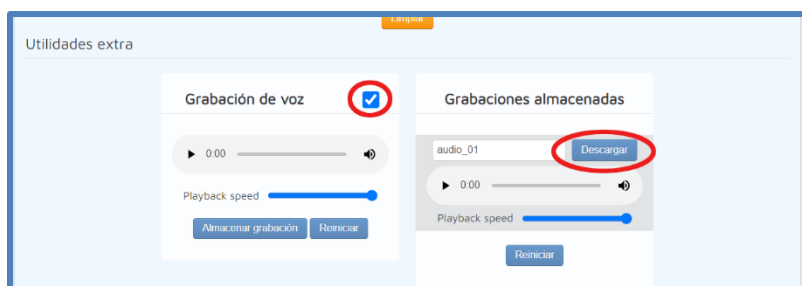 Limpiar
Utilidades extra
Grabación de voz
0:00
Playback speed
Almacenar grabación Reiniciar
Grabaciones almacenadas
audio_01 Descargar
0:00
Playback speed
Reiniciar